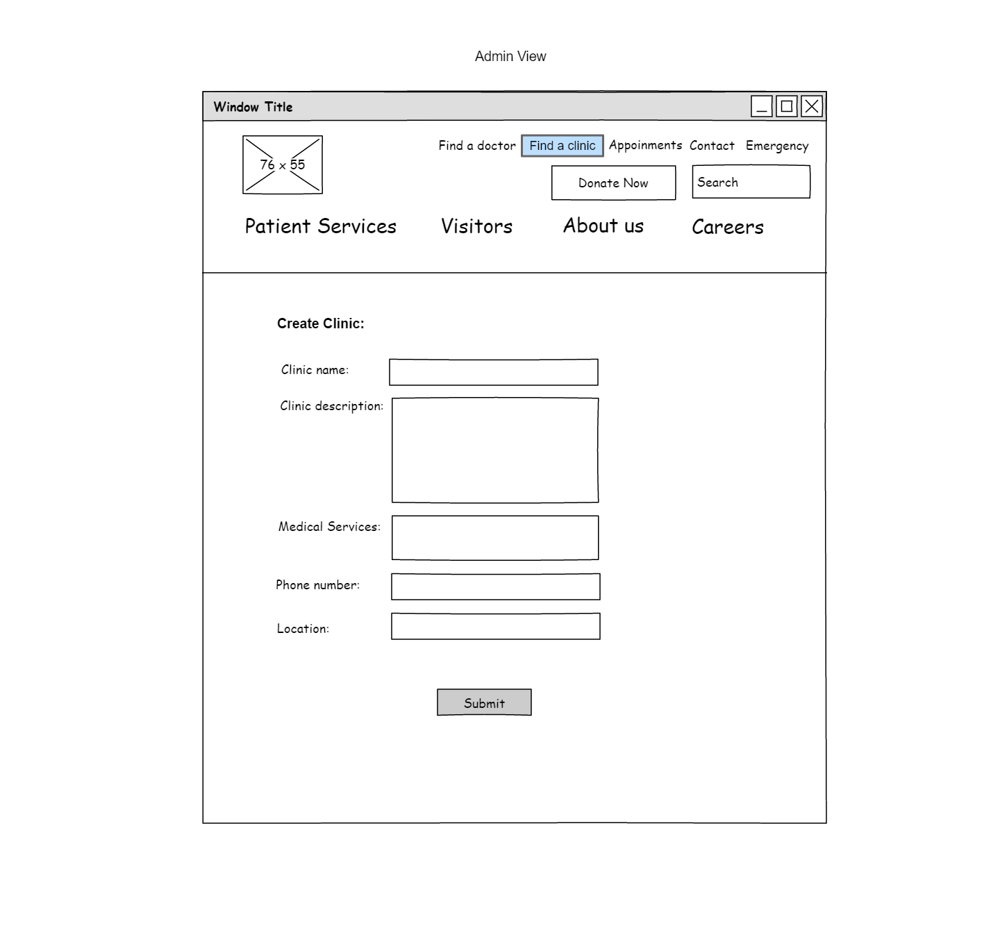 Admin View
Window Title
76 x 55
Find a doctor Find a clinic Appoinments Contact Emergency
Donate Now Search
Patient Services Visitors About us Careers
Create Clinic:
Clinic name:
Clinic description:
Medical Services:
Phone number:
Location:
Submit